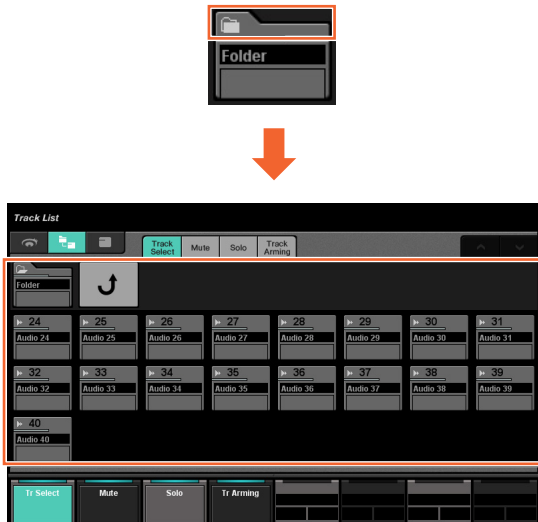 Folder
Track List
Track Select Mute Solo Track Arming
Folder
24 25 26 27 28 29 30 31
Audio 24 Audio 25 Audio 26 Audio 27 Audio 28 Audio 29 Audio 30 Audio 31
32 33 34 35 36 37 38 39
Audio 32 Audio 33 Audio 34 Audio 35 Audio 36 Audio 37 Audio 38 Audio 39
40
Audio 40
Tr Select Mute Solo Tr Arming